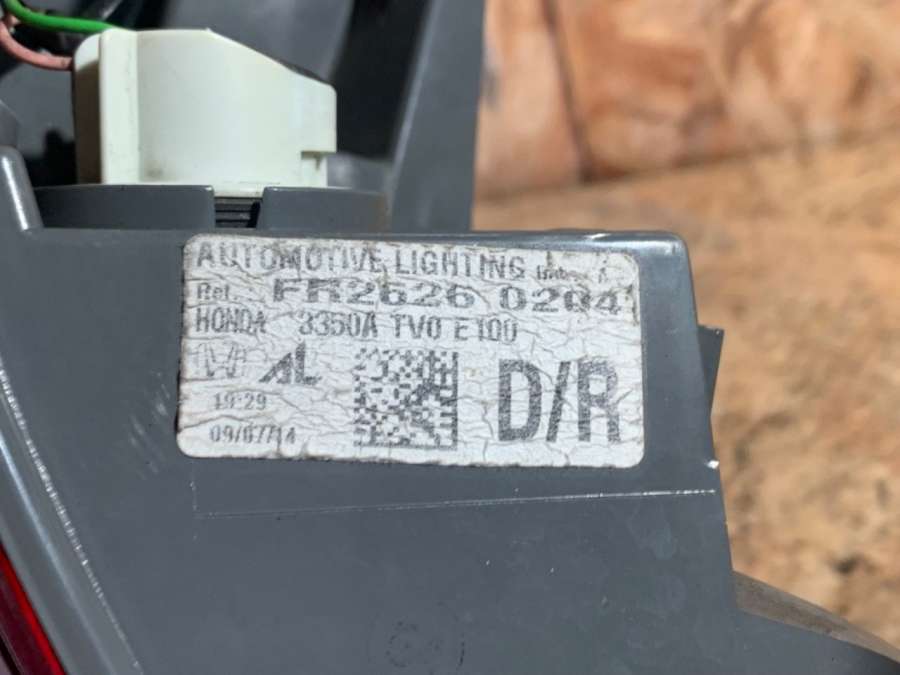 AUTOMOTIVE LIGHTING
Ref. FR2626 0204
HONDA 3350A TV0 E100
AL
19:29
09/07/14
D/R